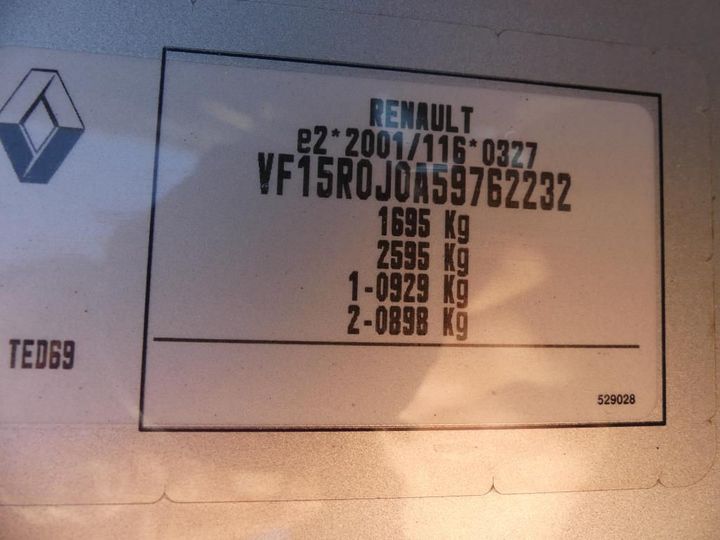 RENAULT
e2*2001/116*0327
VF15R0J0A59762232
1695 Kg
2595 Kg
1-0929 Kg
2-0898 Kg
TED69
529028